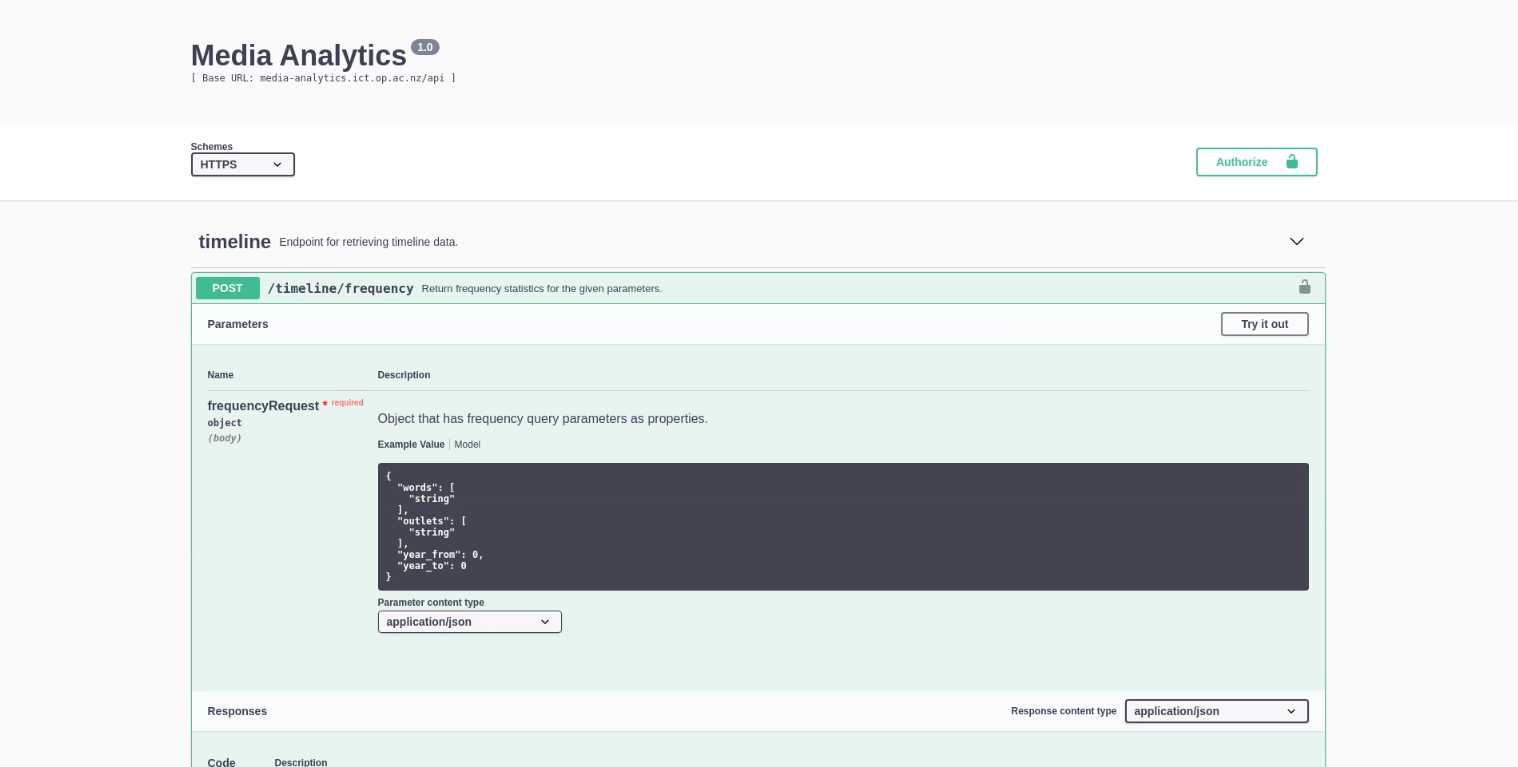 Media Analytics 1.0
[ Base URL: media-analytics.ict.op.ac.nz/api ]
Schemes
HTTPS
Authorize
timeline Endpoint for retrieving timeline data.
POST /timeline/frequency Return frequency statistics for the given parameters.
Parameters
Try it out
Name Description
frequencyRequest * required
object
(body)
Object that has frequency query parameters as properties.
Example Value Model
{
  "words": [
    "string"
  ],
  "outlets": [
    "string"
  ],
  "year_from": 0,
  "year_to": 0
}
Parameter content type
application/json
Responses
Response content type application/json
Code Description